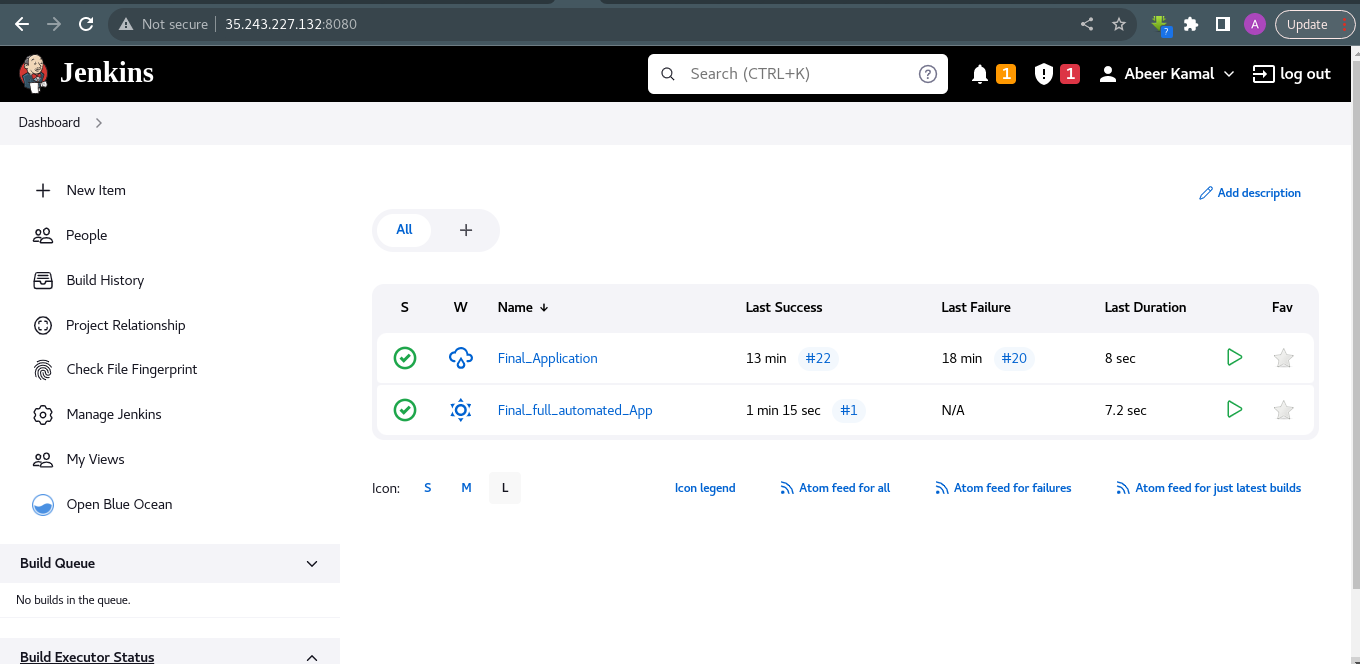 Not secure 35.243.227.132:8080 ? A Update
Jenkins Search (CTRL+K) ? 1 1 Abeer Kamal log out
Dashboard
New Item
People
Build History
Project Relationship
Check File Fingerprint
Manage Jenkins
My Views
Open Blue Ocean
Build Queue
No builds in the queue.
Build Executor Status
Add description
All +
S W Name ↓ Last Success Last Failure Last Duration Fav
Final_Application 13 min #22 18 min #20 8 sec
Final_full_automated_App 1 min 15 sec #1 N/A 7.2 sec
Icon: S M L Icon legend Atom feed for all Atom feed for failures Atom feed for just latest builds